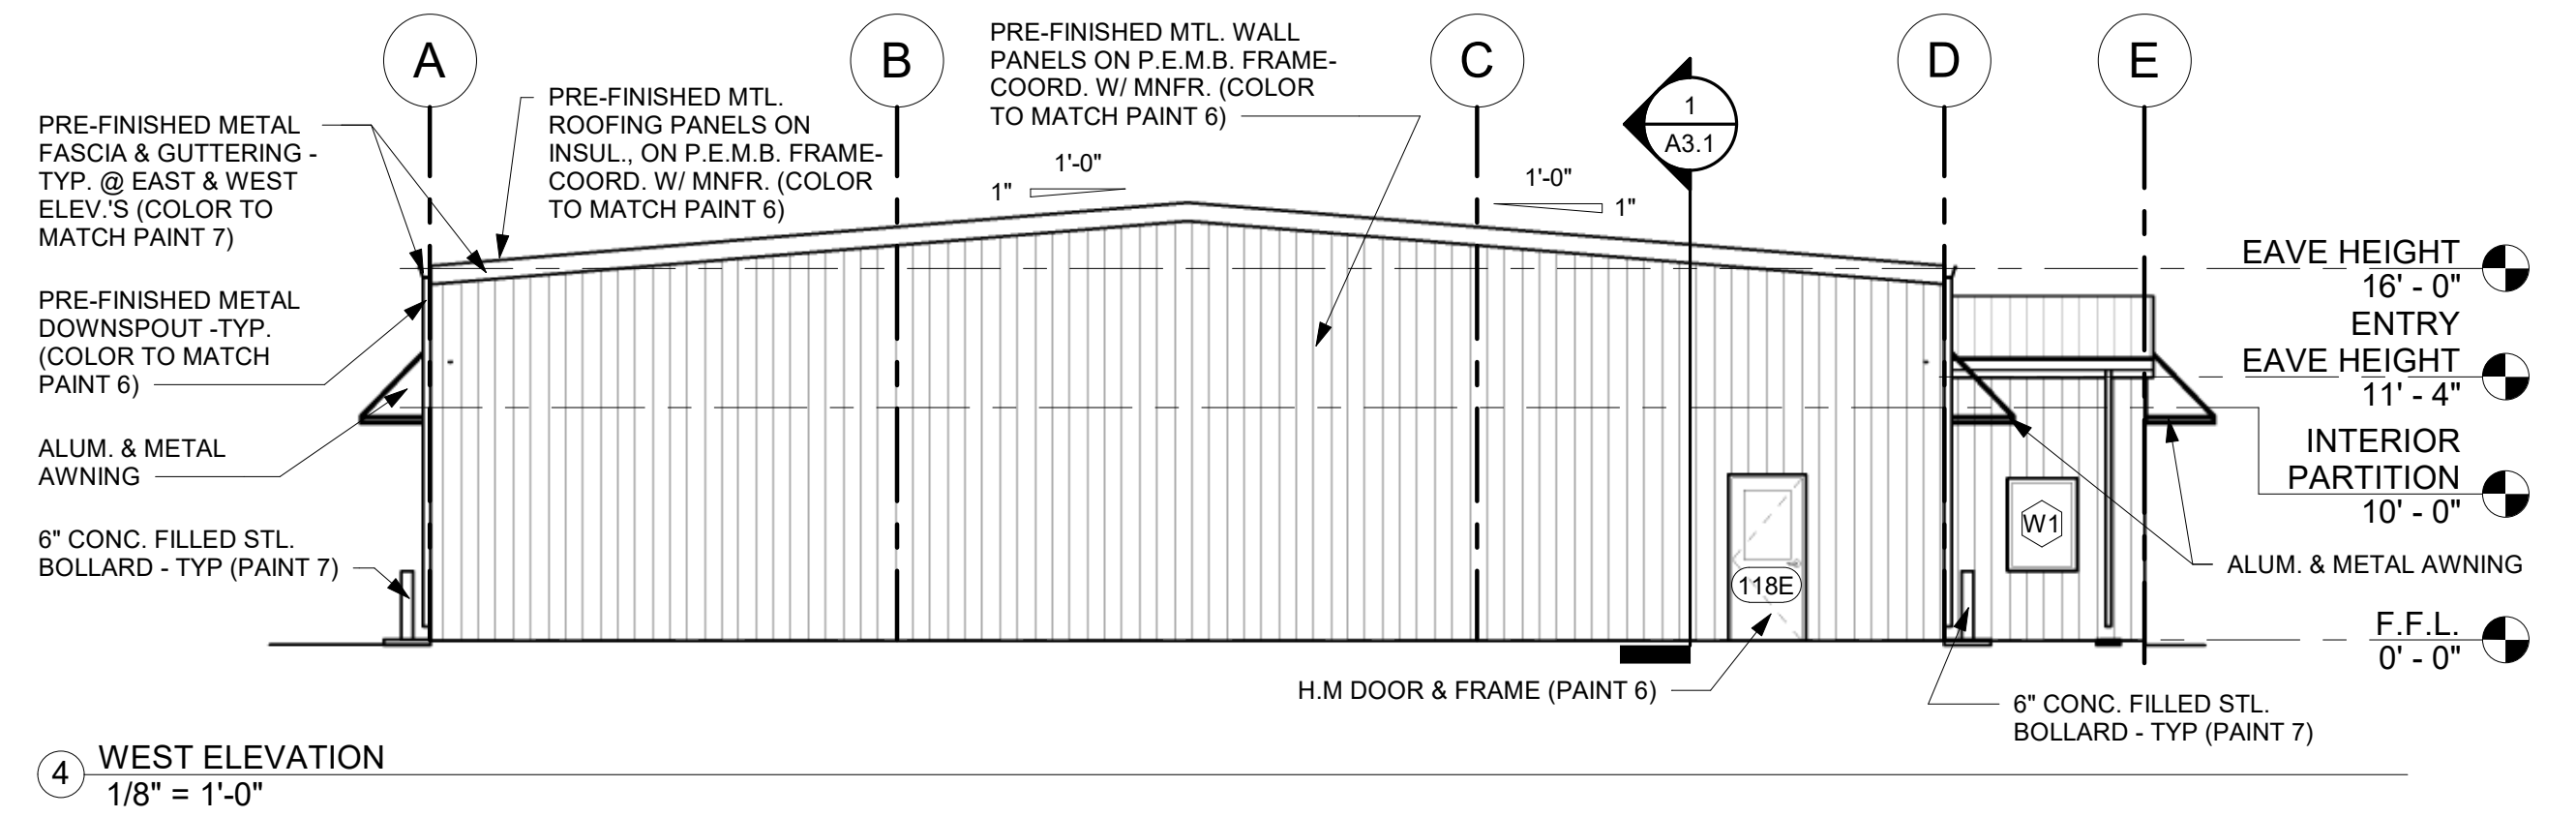 A
B
C
D
E
PRE-FINISHED METAL
FASCIA & GUTTERING -
TYP. @ EAST & WEST
ELEV.'S (COLOR TO
MATCH PAINT 7)
PRE-FINISHED MTL.
ROOFING PANELS ON
INSUL., ON P.E.M.B. FRAME-
COORD. W/ MNFR. (COLOR
TO MATCH PAINT 6)
PRE-FINISHED MTL. WALL
PANELS ON P.E.M.B. FRAME-
COORD. W/ MNFR. (COLOR
TO MATCH PAINT 6)
1
A3.1
1'-0"
1"
1'-0"
1"
PRE-FINISHED METAL
DOWNSPOUT -TYP.
(COLOR TO MATCH
PAINT 6)
ALUM. & METAL
AWNING
6" CONC. FILLED STL.
BOLLARD - TYP (PAINT 7)
EAVE HEIGHT
16' - 0"
ENTRY
EAVE HEIGHT
11' - 4"
INTERIOR
PARTITION
10' - 0"
W1
ALUM. & METAL AWNING
118E
F.F.L.
0' - 0"
H.M DOOR & FRAME (PAINT 6)
6" CONC. FILLED STL.
BOLLARD - TYP (PAINT 7)
4
WEST ELEVATION
1/8" = 1'-0"